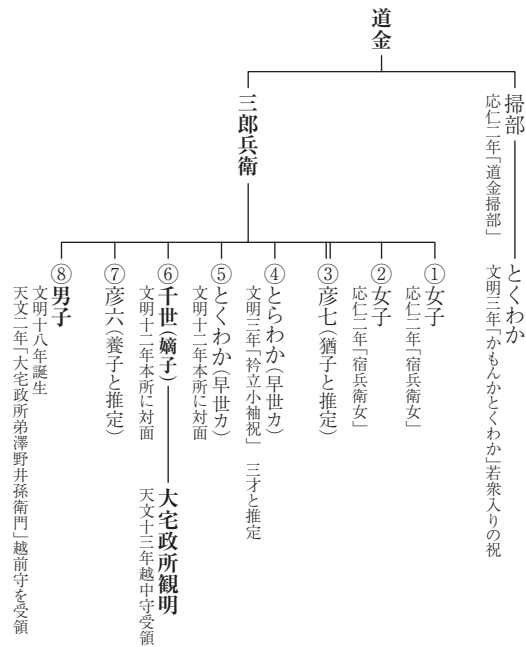 道金
掃部
応仁二年「道金掃部」
とくわか
文明三年「かもんかとくわか」若衆入りの祝
三郎兵衛
①女子
応仁二年「宿兵衛女」
②女子
応仁二年「宿兵衛女」
③彦七(猶子と推定)
④とらわか(早世カ)
文明三年「衿立小袖祝」 三才と推定
⑤とくわか(早世カ)
文明十二年本所に対面
⑥千世(嫡子)
文明十二年本所に対面
大宅政所観明
天文十三年越中守受領
⑦彦六(養子と推定)
⑧男子
文明十八年誕生
天文二年「大宅政所弟澤野井孫衛門」越前守を受領